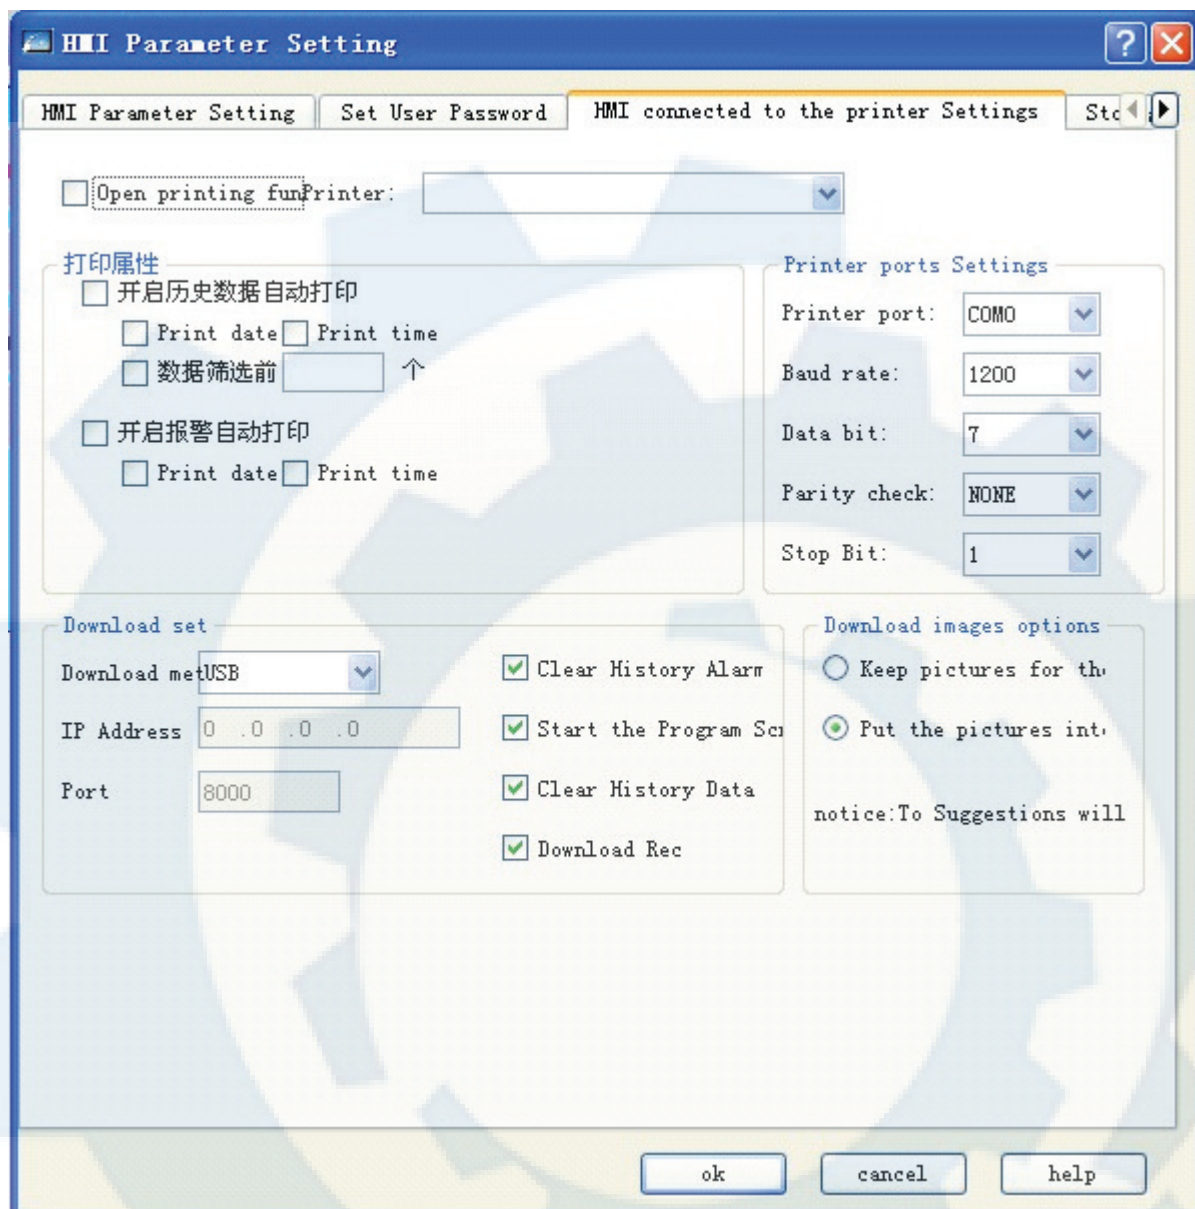 HMI Parameter Setting
HMI Parameter Setting Set User Password HMI connected to the printer Settings
Open printing fun Printer:
打印属性
开启历史数据自动打印
Print date Print time
数据筛选前 个
开启报警自动打印
Print date Print time
Printer ports Settings
Printer port: COM0
Baud rate: 1200
Data bit: 7
Parity check: NONE
Stop Bit: 1
Download set
Download met USB
IP Address 0 .0 .0 .0
Port 8000
Clear History Alarm
Start the Program Scr
Clear History Data
Download Rec
Download images options
Keep pictures for the
Put the pictures int
notice:To Suggestions will
ok cancel help